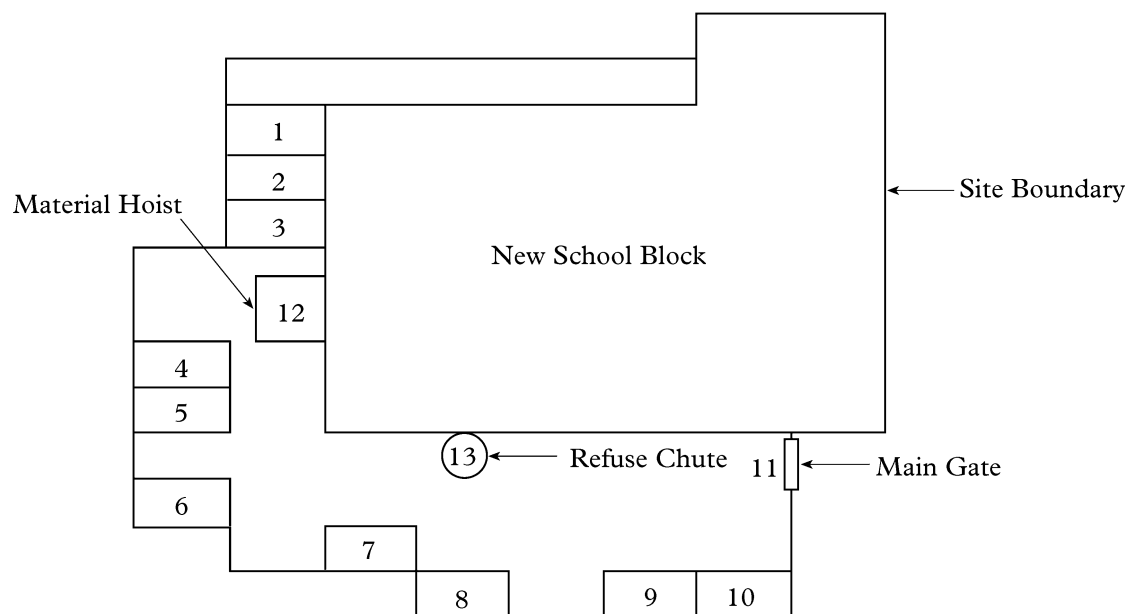 1
2
Site Boundary
Material Hoist
3
New School Block
12
4
5
13
Refuse Chute
11
Main Gate
6
7
8
9
10